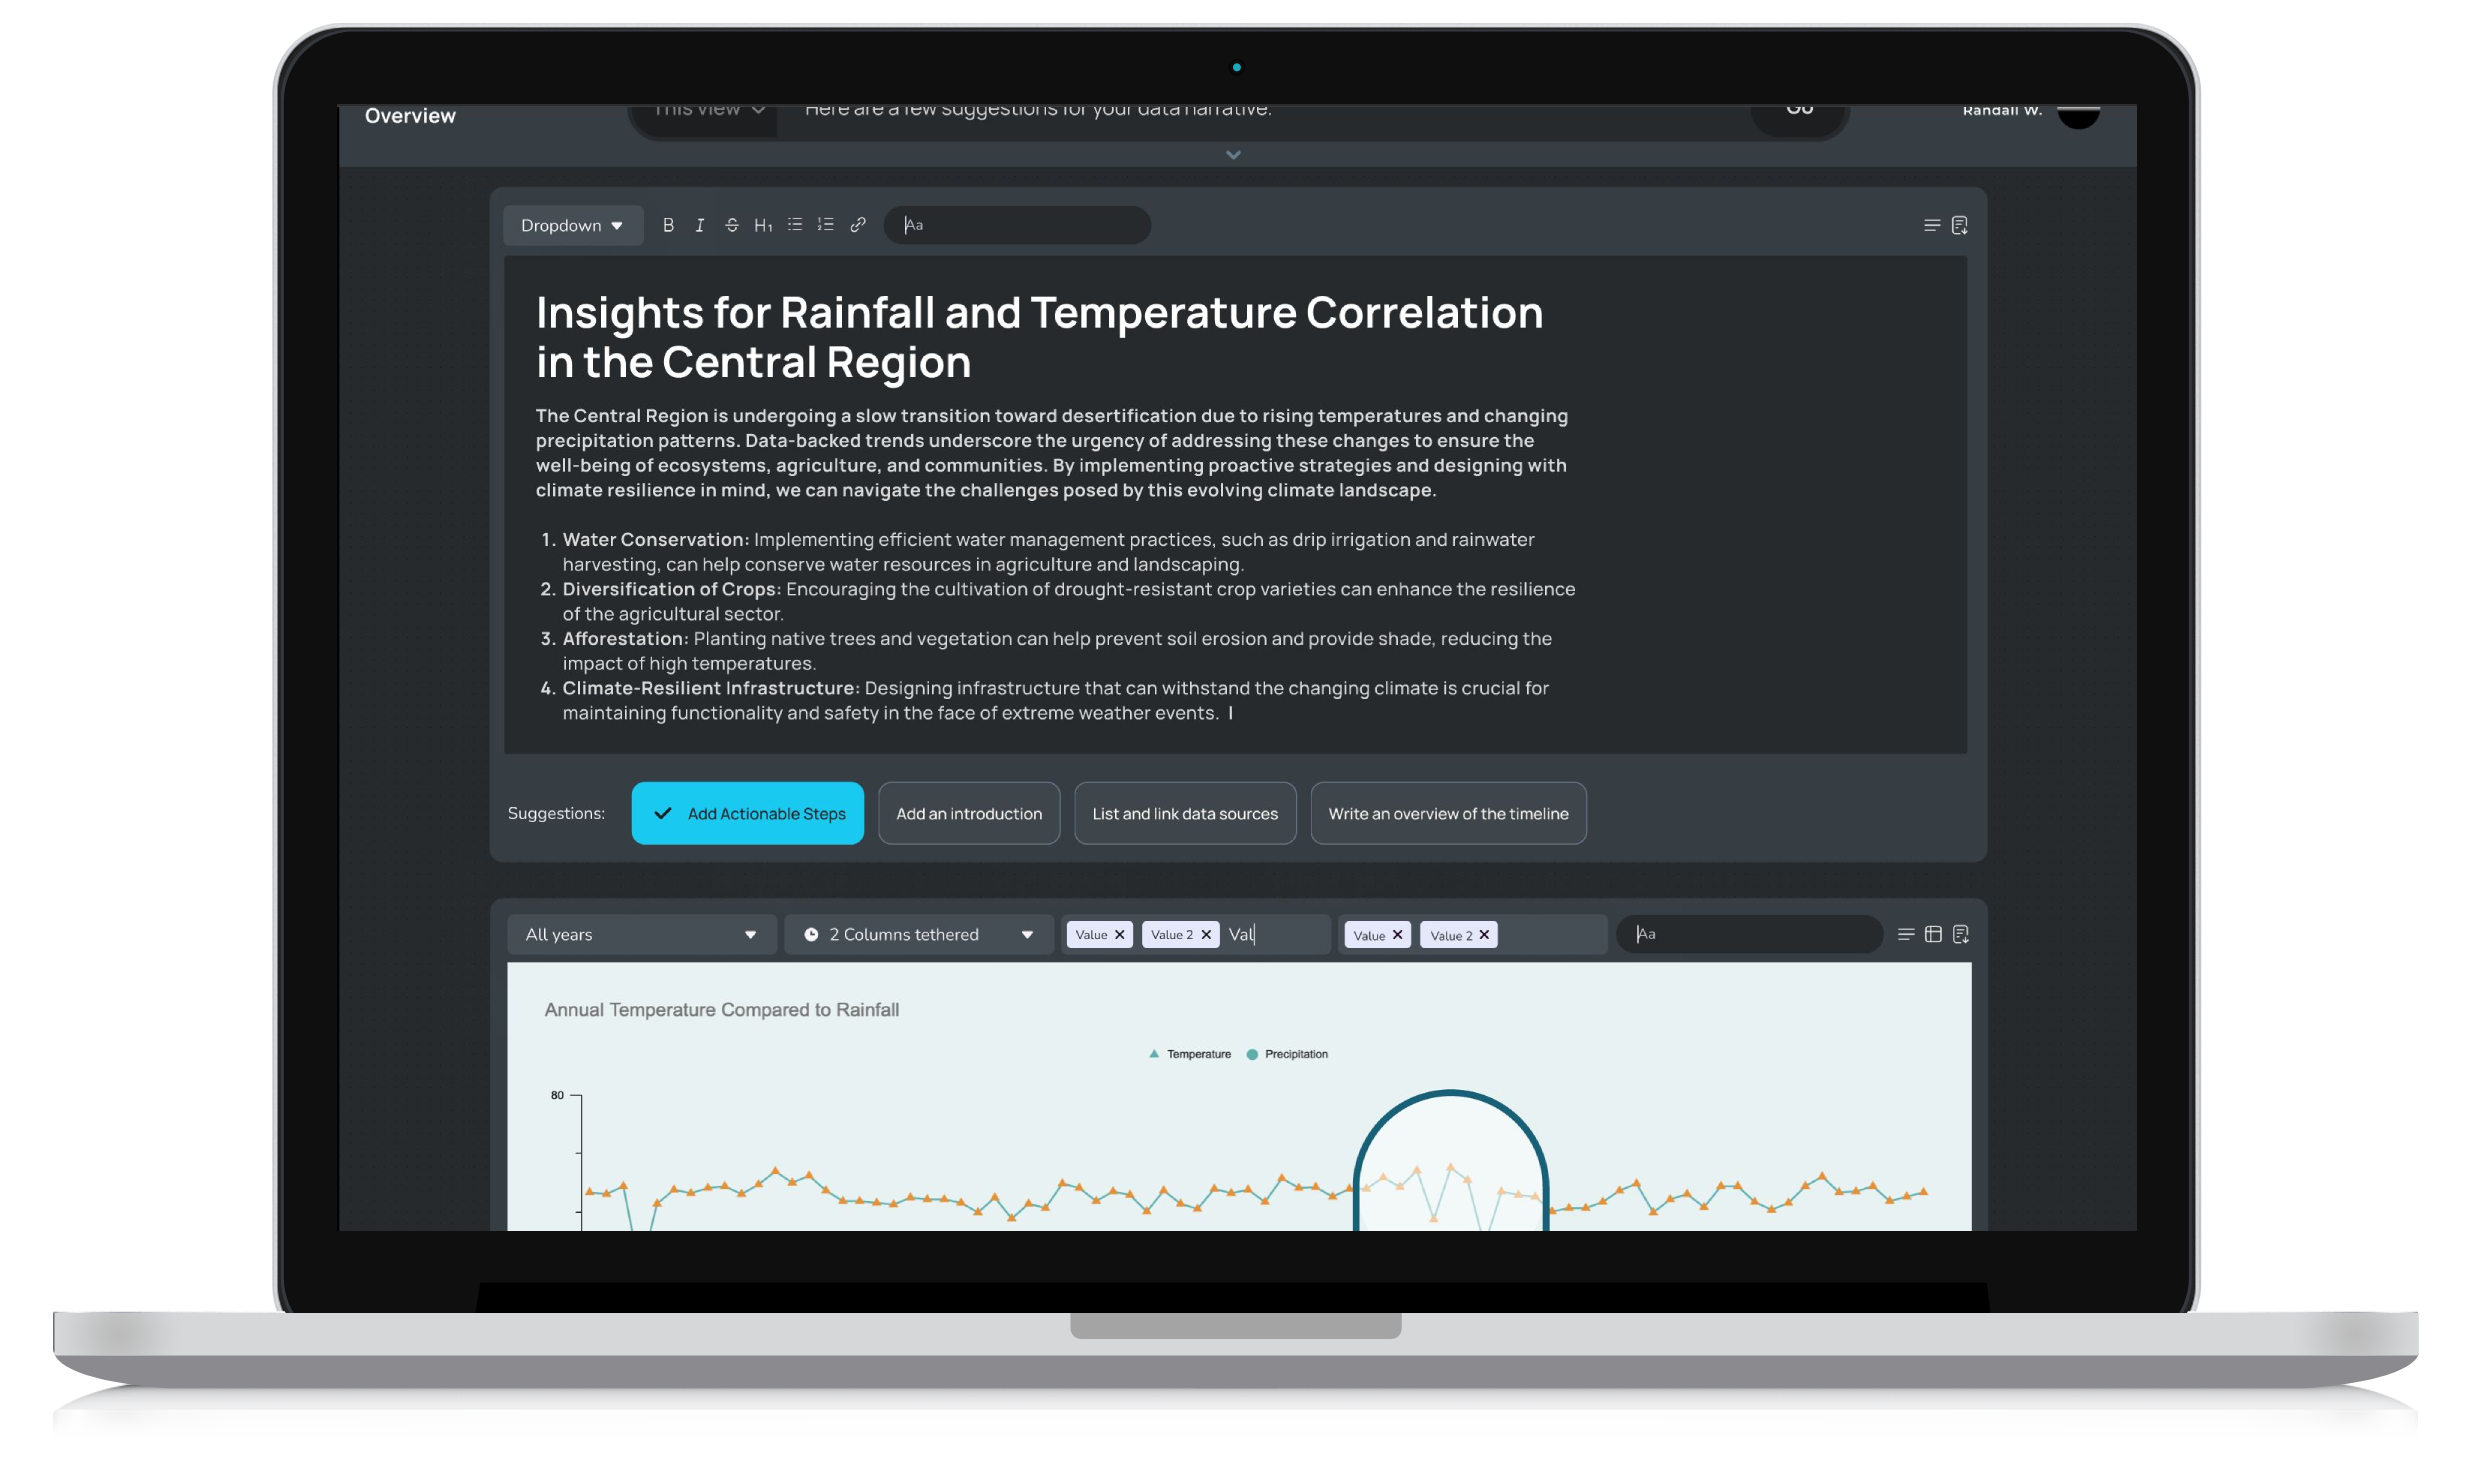 Overview
This view
Here are a few suggestions for your data narrative.
Go
Randall W.
Dropdown
B I S H1
Aa
Insights for Rainfall and Temperature Correlation
in the Central Region
The Central Region is undergoing a slow transition toward desertification due to rising temperatures and changing
precipitation patterns. Data-backed trends underscore the urgency of addressing these changes to ensure the
well-being of ecosystems, agriculture, and communities. By implementing proactive strategies and designing with
climate resilience in mind, we can navigate the challenges posed by this evolving climate landscape.
1. Water Conservation: Implementing efficient water management practices, such as drip irrigation and rainwater
harvesting, can help conserve water resources in agriculture and landscaping.
2. Diversification of Crops: Encouraging the cultivation of drought-resistant crop varieties can enhance the resilience
of the agricultural sector.
3. Afforestation: Planting native trees and vegetation can help prevent soil erosion and provide shade, reducing the
impact of high temperatures.
4. Climate-Resilient Infrastructure: Designing infrastructure that can withstand the changing climate is crucial for
maintaining functionality and safety in the face of extreme weather events.
Suggestions:
Add Actionable Steps
Add an introduction
List and link data sources
Write an overview of the timeline
All years
2 Columns tethered
Value Value 2 Val
Value Value 2
Aa
Annual Temperature Compared to Rainfall
Temperature Precipitation
80